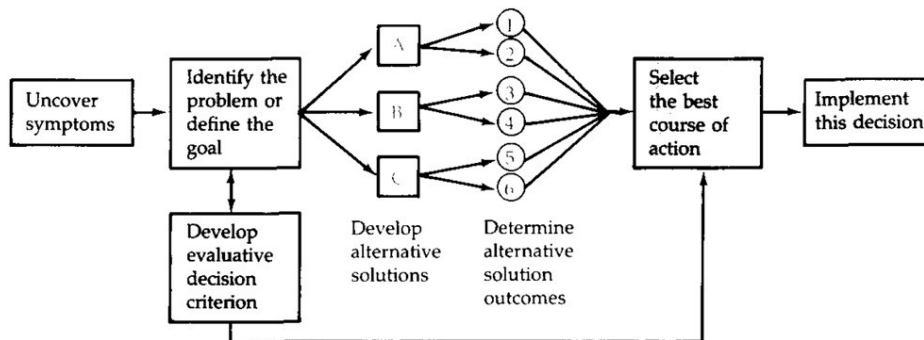 Uncover
symptoms
Identify the
problem or
define the
goal
Develop
evaluative
decision
criterion
A
B
C
Develop
alternative
solutions
1
2
3
4
5
6
Determine
alternative
solution
outcomes
Select
the best
course of
action
Implement
this decision